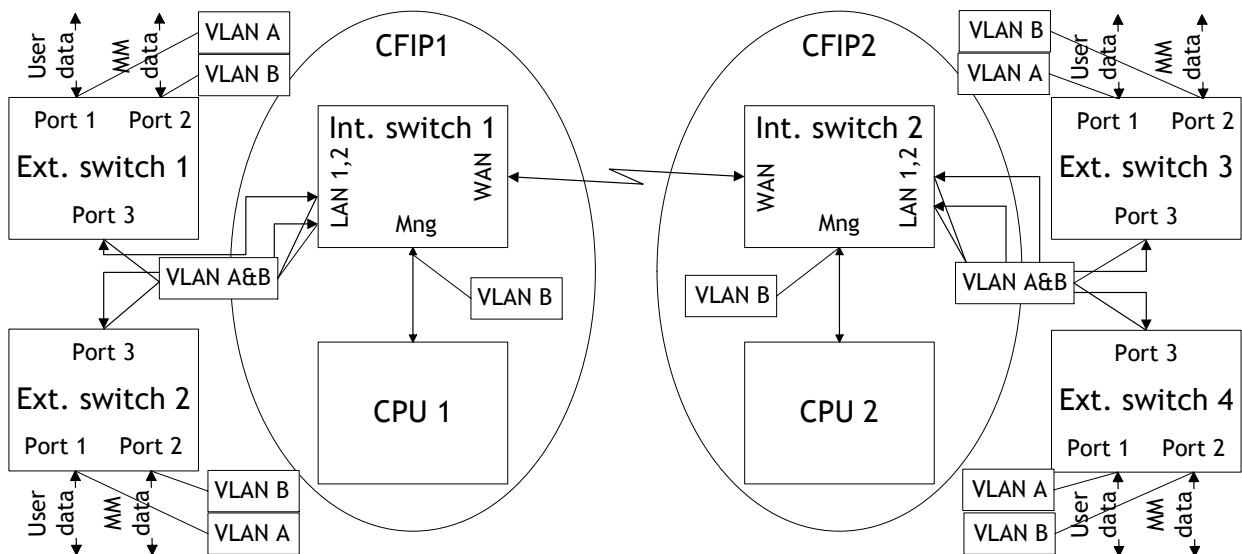 User data
MM data
VLAN A
VLAN B
CFIP1
CFIP2
VLAN B
VLAN A
User data
MM data
Port 1 Port 2
Ext. switch 1
Port 3
Int. switch 1
LAN 1,2
WAN
Mng
Int. switch 2
WAN
LAN 1,2
Mng
Port 1 Port 2
Ext. switch 3
Port 3
VLAN A&B
VLAN B
VLAN B
VLAN A&B
Port 3
Ext. switch 2
Port 1 Port 2
CPU 1
CPU 2
Port 3
Ext. switch 4
Port 1 Port 2
User data
MM data
VLAN B
VLAN A
VLAN A
VLAN B
User data
MM data